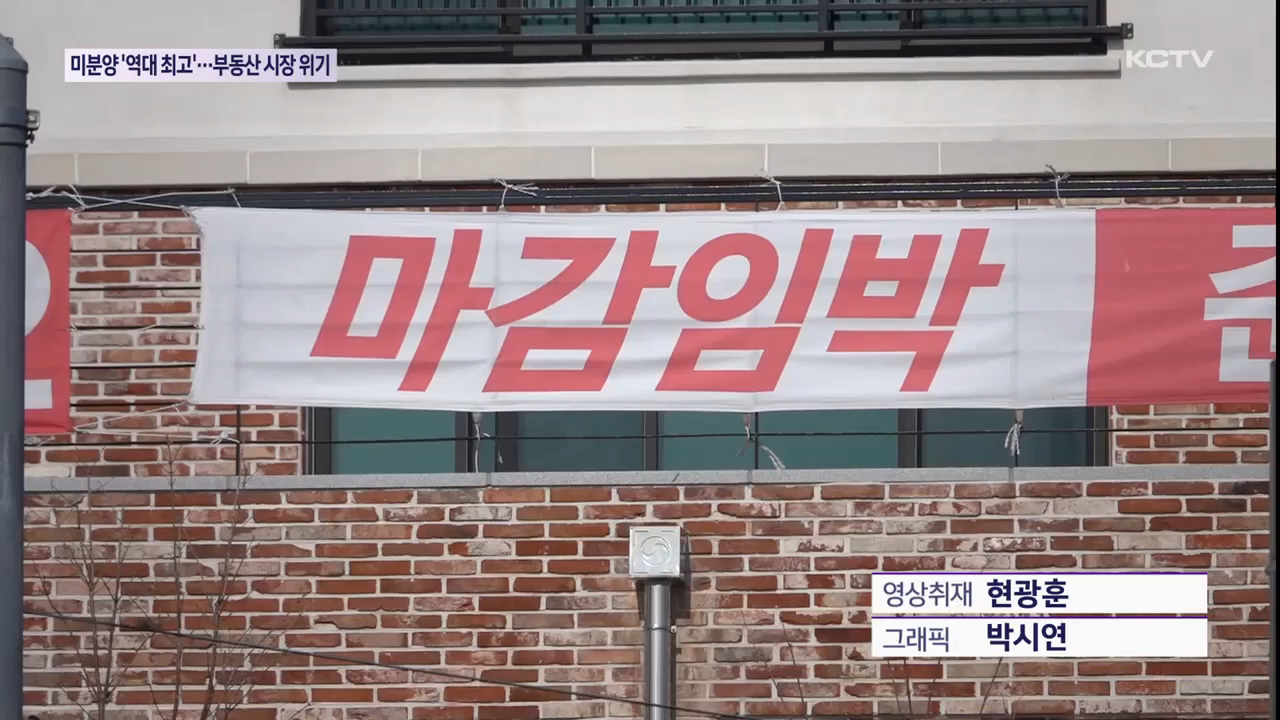 미분양 '역대 최고'…부동산 시장 위기
KCTV
마감임박
영상취재 현광훈
그래픽 박시연